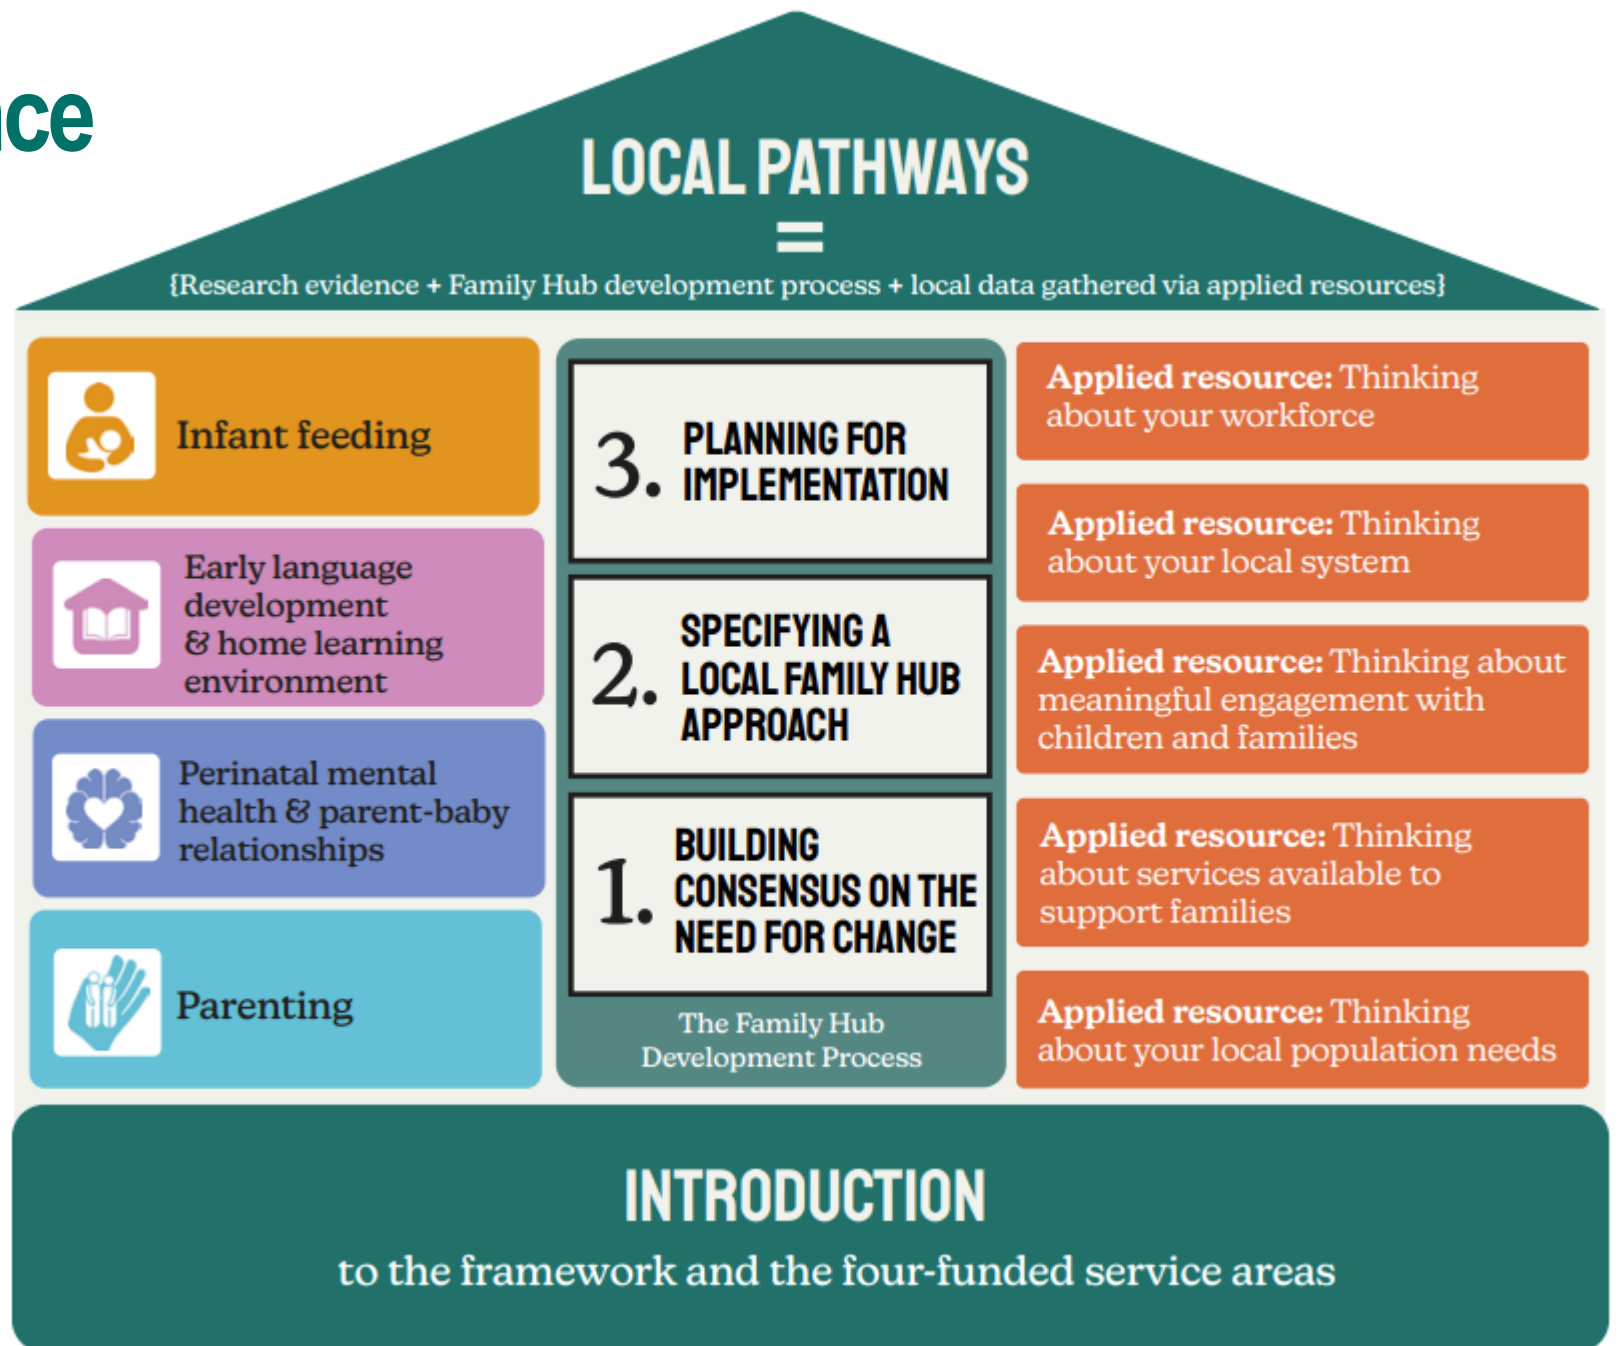 LOCAL PATHWAYS
=
{Research evidence + Family Hub development process + local data gathered via applied resources}
Infant feeding
Early language
development
& home learning
environment
Perinatal mental
health & parent-baby
relationships
Parenting
3. PLANNING FOR
IMPLEMENTATION
2. SPECIFYING A
LOCAL FAMILY HUB
APPROACH
1. BUILDING
CONSENSUS ON THE
NEED FOR CHANGE
The Family Hub
Development Process
Applied resource: Thinking
about your workforce
Applied resource: Thinking
about your local system
Applied resource: Thinking about
meaningful engagement with
children and families
Applied resource: Thinking
about services available to
support families
Applied resource: Thinking
about your local population needs
INTRODUCTION
to the framework and the four-funded service areas